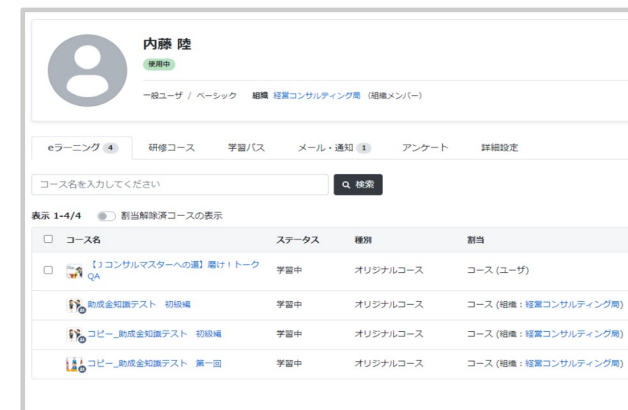 内藤 陸
使用中
一般ユーザ / ベーシック 組織 経営コンサルティング局 (組織メンバー)
eラーニング 4 研修コース 学習パス メール・通知 1 アンケート 詳細設定
コース名を入力してください 検索
表示 1-4/4 割当解除済コースの表示
コース名 ステータス 種別 割当
【Jコンサルマスターへの道】磨け！トーク
QA 学習中 オリジナルコース コース (ユーザ)
助成金知識テスト 初級編 学習中 オリジナルコース コース (組織：経営コンサルティング局)
コピー_助成金知識テスト 初級編 学習中 オリジナルコース コース (組織：経営コンサルティング局)
コピー_助成金知識テスト 第一回 学習中 オリジナルコース コース (組織：経営コンサルティング局)